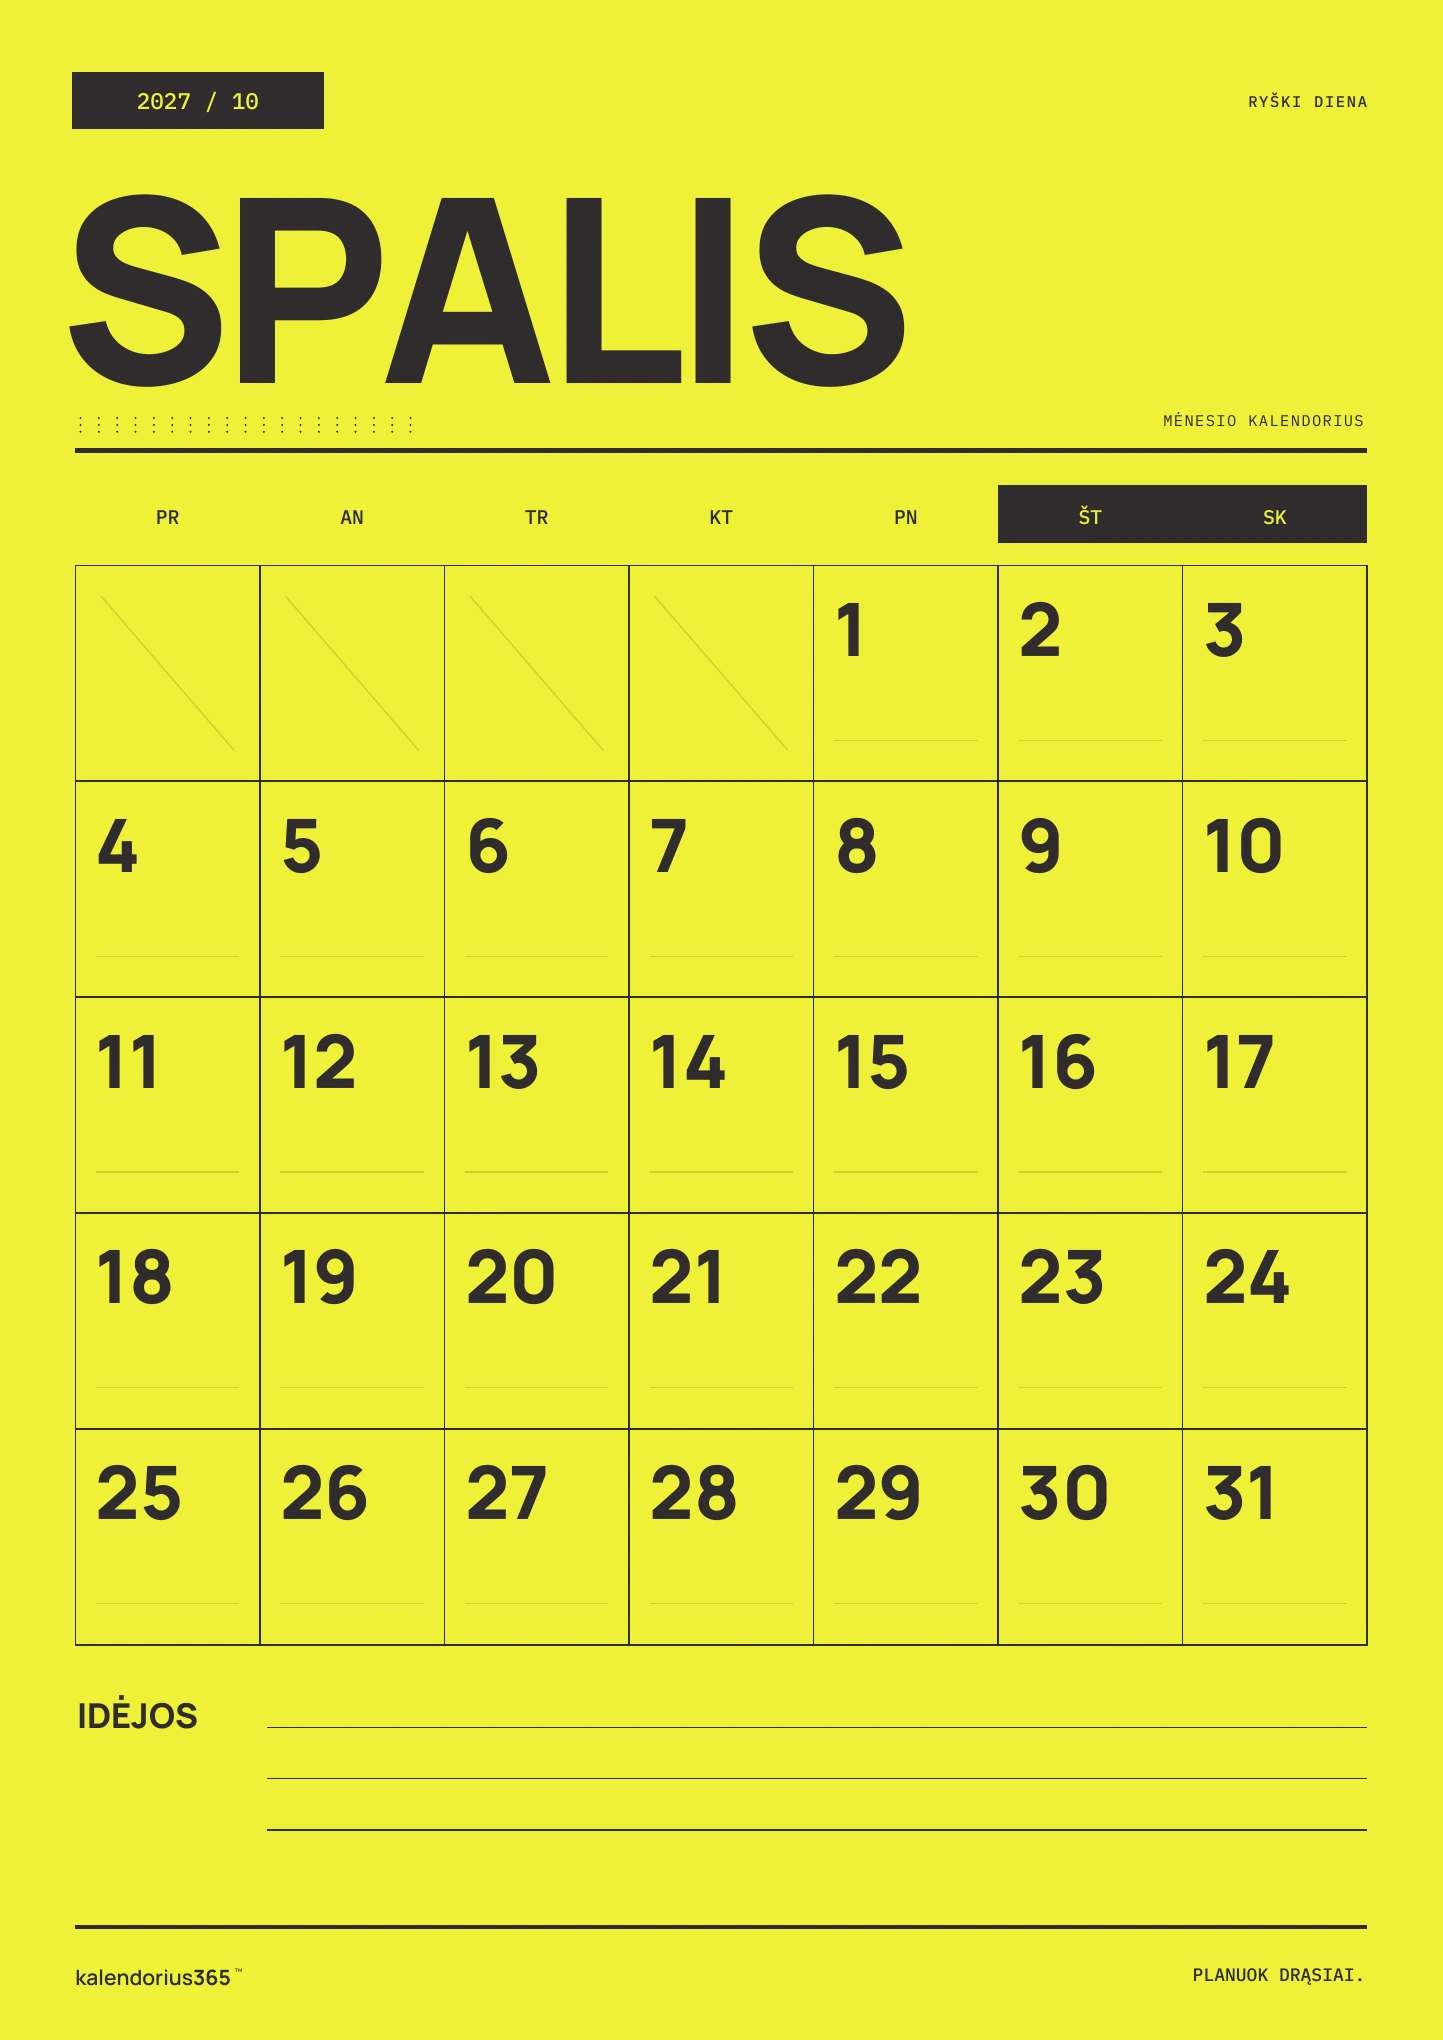 2027 / 10
RYŠKI DIENA
SPALIS
MĖNESIO KALENDORIUS
PR AN TR KT PN ŠT SK
1 2 3
4 5 6 7 8 9 10
11 12 13 14 15 16 17
18 19 20 21 22 23 24
25 26 27 28 29 30 31
IDĖJOS
kalendorius365™
PLANUOK DRĄSIAI.